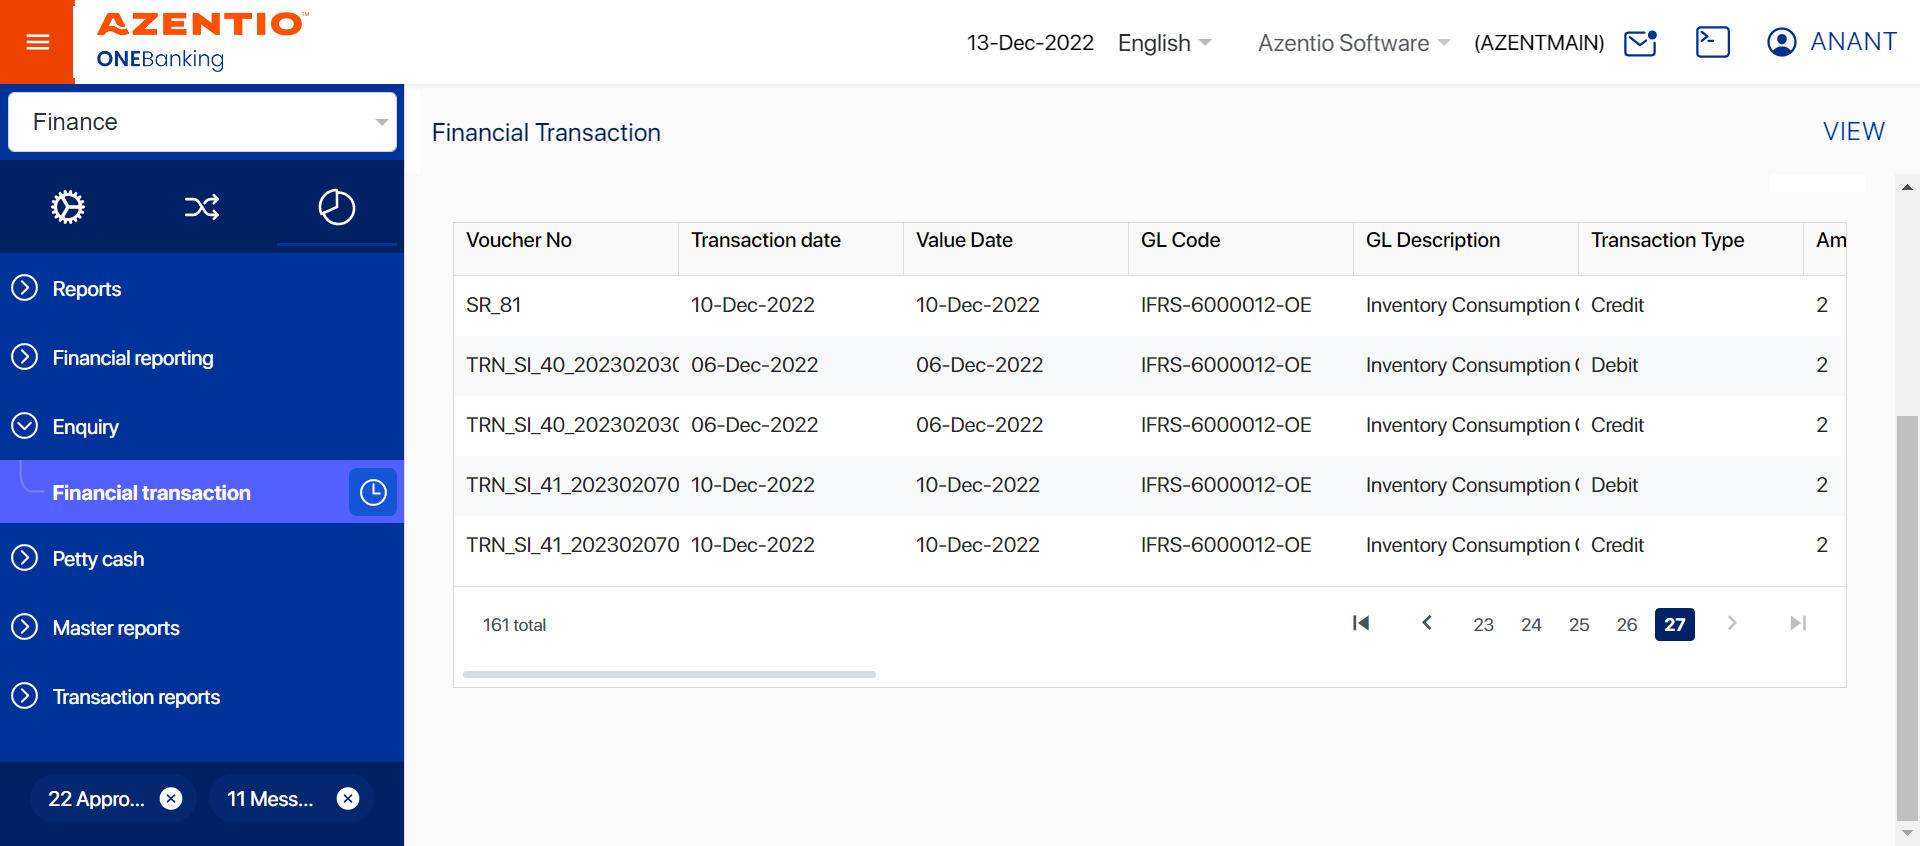 AZENTIO™
ONEBanking
13-Dec-2022 English Azentio Software (AZENTMAIN) ANANT
Finance
Reports
Financial reporting
Enquiry
Financial transaction
Petty cash
Master reports
Transaction reports
22 Appro...
11 Mess...
Financial Transaction
VIEW
Voucher No Transaction date Value Date GL Code GL Description Transaction Type Am
SR_81 10-Dec-2022 10-Dec-2022 IFRS-6000012-OE Inventory Consumption Credit 2
TRN_SI_40_20230203 06-Dec-2022 06-Dec-2022 IFRS-6000012-OE Inventory Consumption Debit 2
TRN_SI_40_20230203 06-Dec-2022 06-Dec-2022 IFRS-6000012-OE Inventory Consumption Credit 2
TRN_SI_41_202302070 10-Dec-2022 10-Dec-2022 IFRS-6000012-OE Inventory Consumption Debit 2
TRN_SI_41_202302070 10-Dec-2022 10-Dec-2022 IFRS-6000012-OE Inventory Consumption Credit 2
161 total
23 24 25 26 27